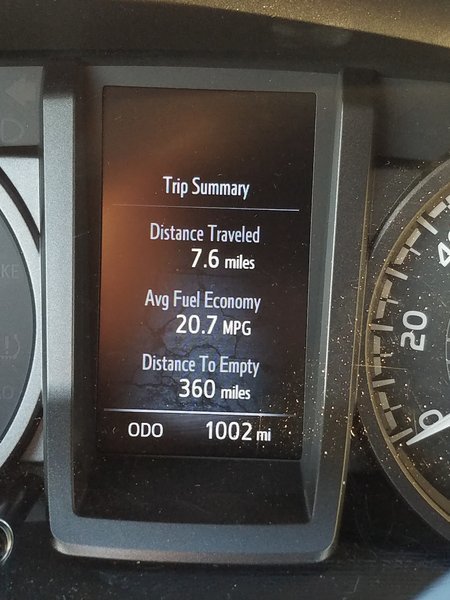 Trip Summary
Distance Traveled
7.6 miles
Avg Fuel Economy
20.7 MPG
Distance To Empty
360 miles
ODO 1002 mi
20
0